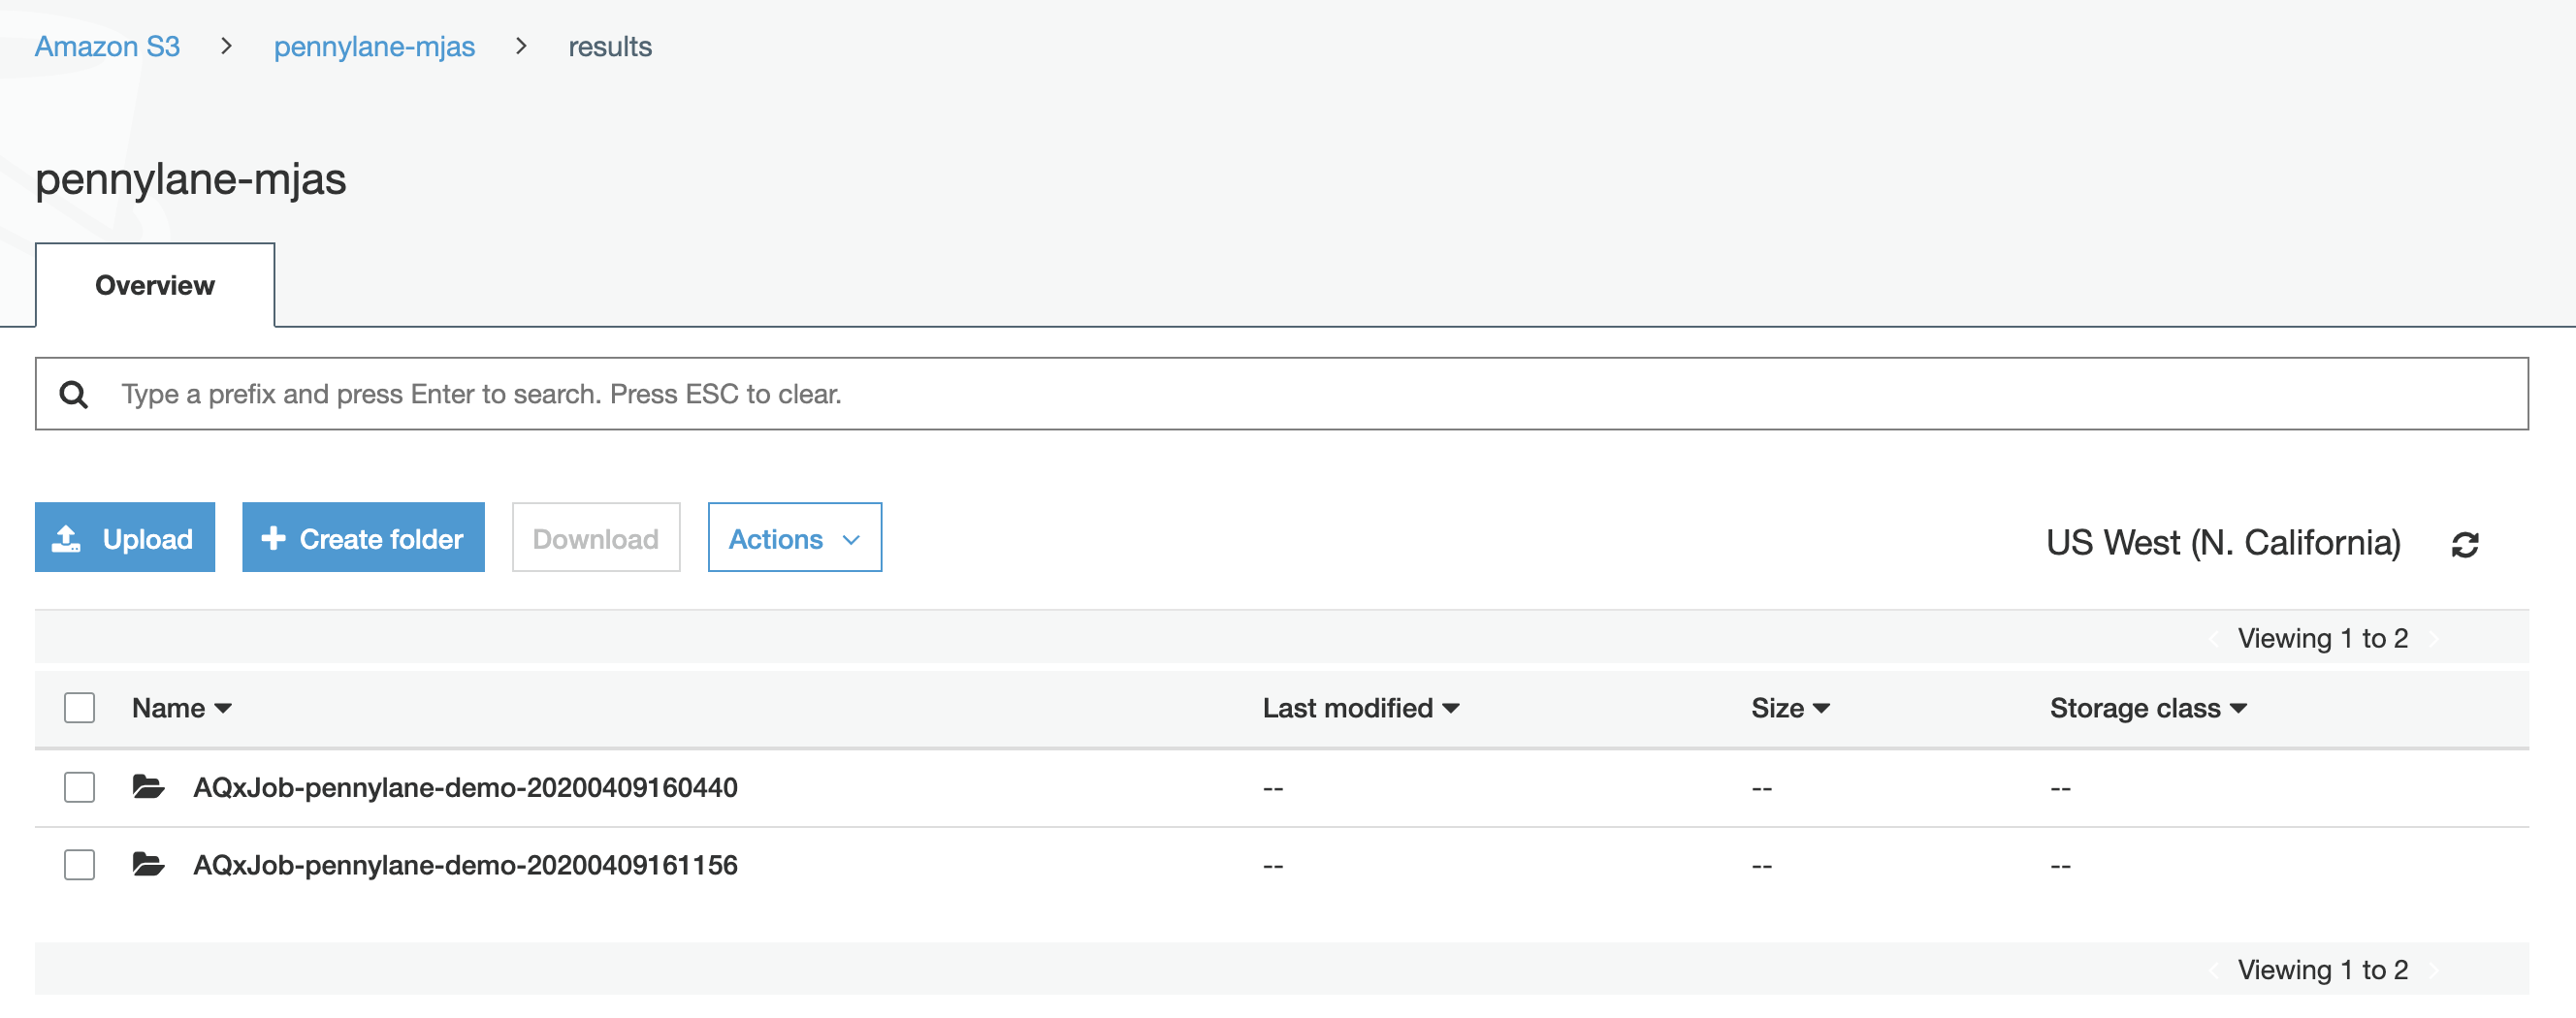 Amazon S3 > pennylane-mjas > results
pennylane-mjas
Overview
Type a prefix and press Enter to search. Press ESC to clear.
Upload + Create folder Download Actions US West (N. California)
Viewing 1 to 2
Name Last modified Size Storage class
AQxJob-pennylane-demo-20200409160440 -- -- --
AQxJob-pennylane-demo-20200409161156 -- -- --
Viewing 1 to 2